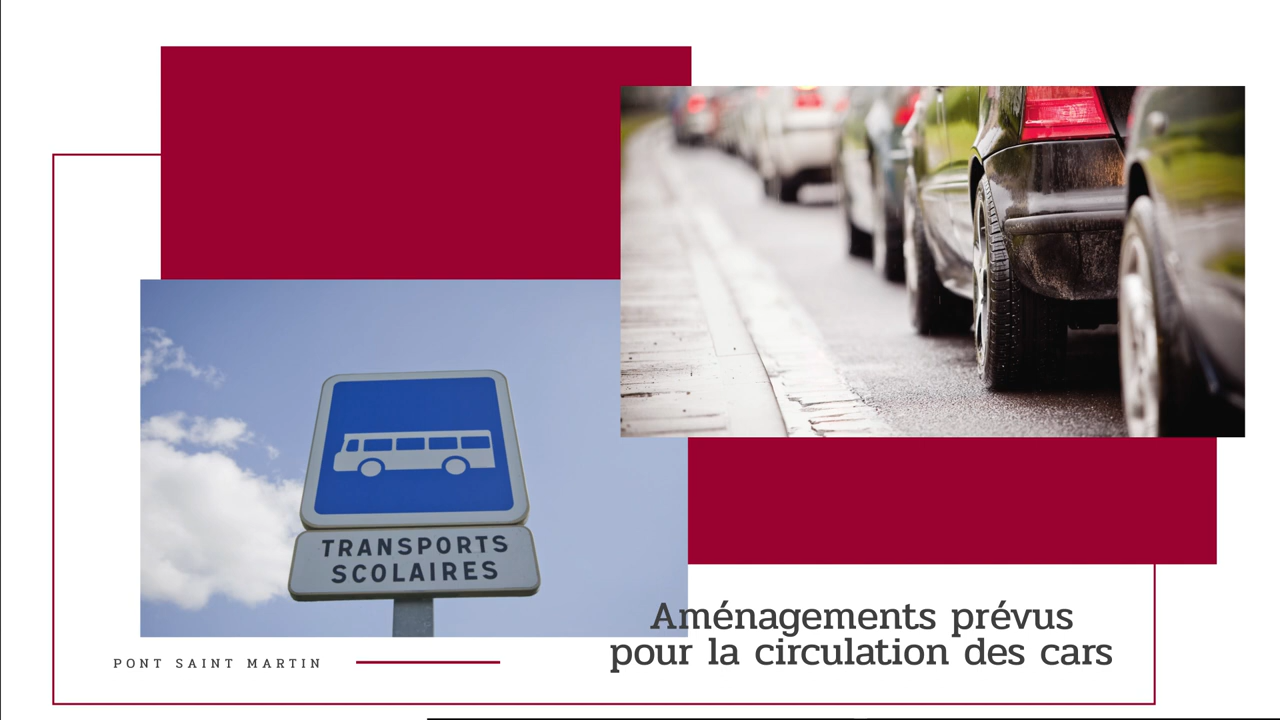 TRANSPORTS
SCOLAIRES
Aménagements prévus
pour la circulation des cars
PONT SAINT MARTIN